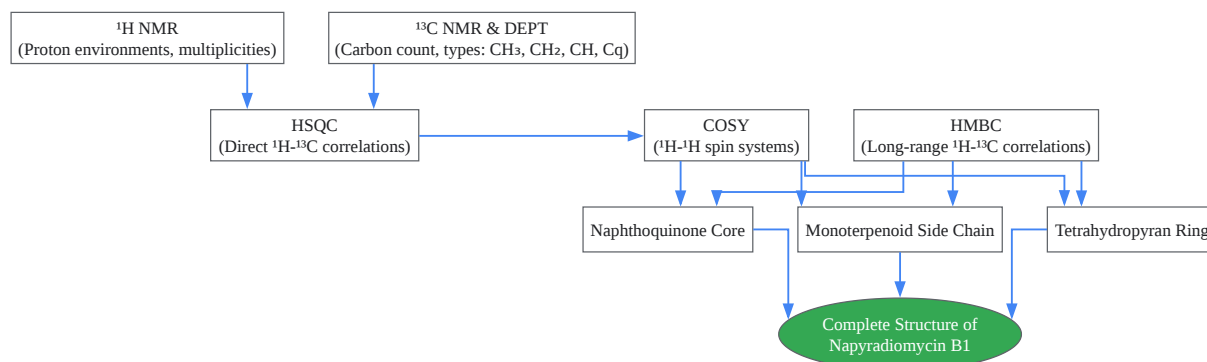 ¹H NMR
(Proton environments, multiplicities)
¹³C NMR & DEPT
(Carbon count, types: CH₃, CH₂, CH, Cq)
HSQC
(Direct ¹H-¹³C correlations)
COSY
(¹H-¹H spin systems)
HMBC
(Long-range ¹H-¹³C correlations)
Naphthoquinone Core
Monoterpenoid Side Chain
Tetrahydropyran Ring
Complete Structure of
Napyradiomycin B1